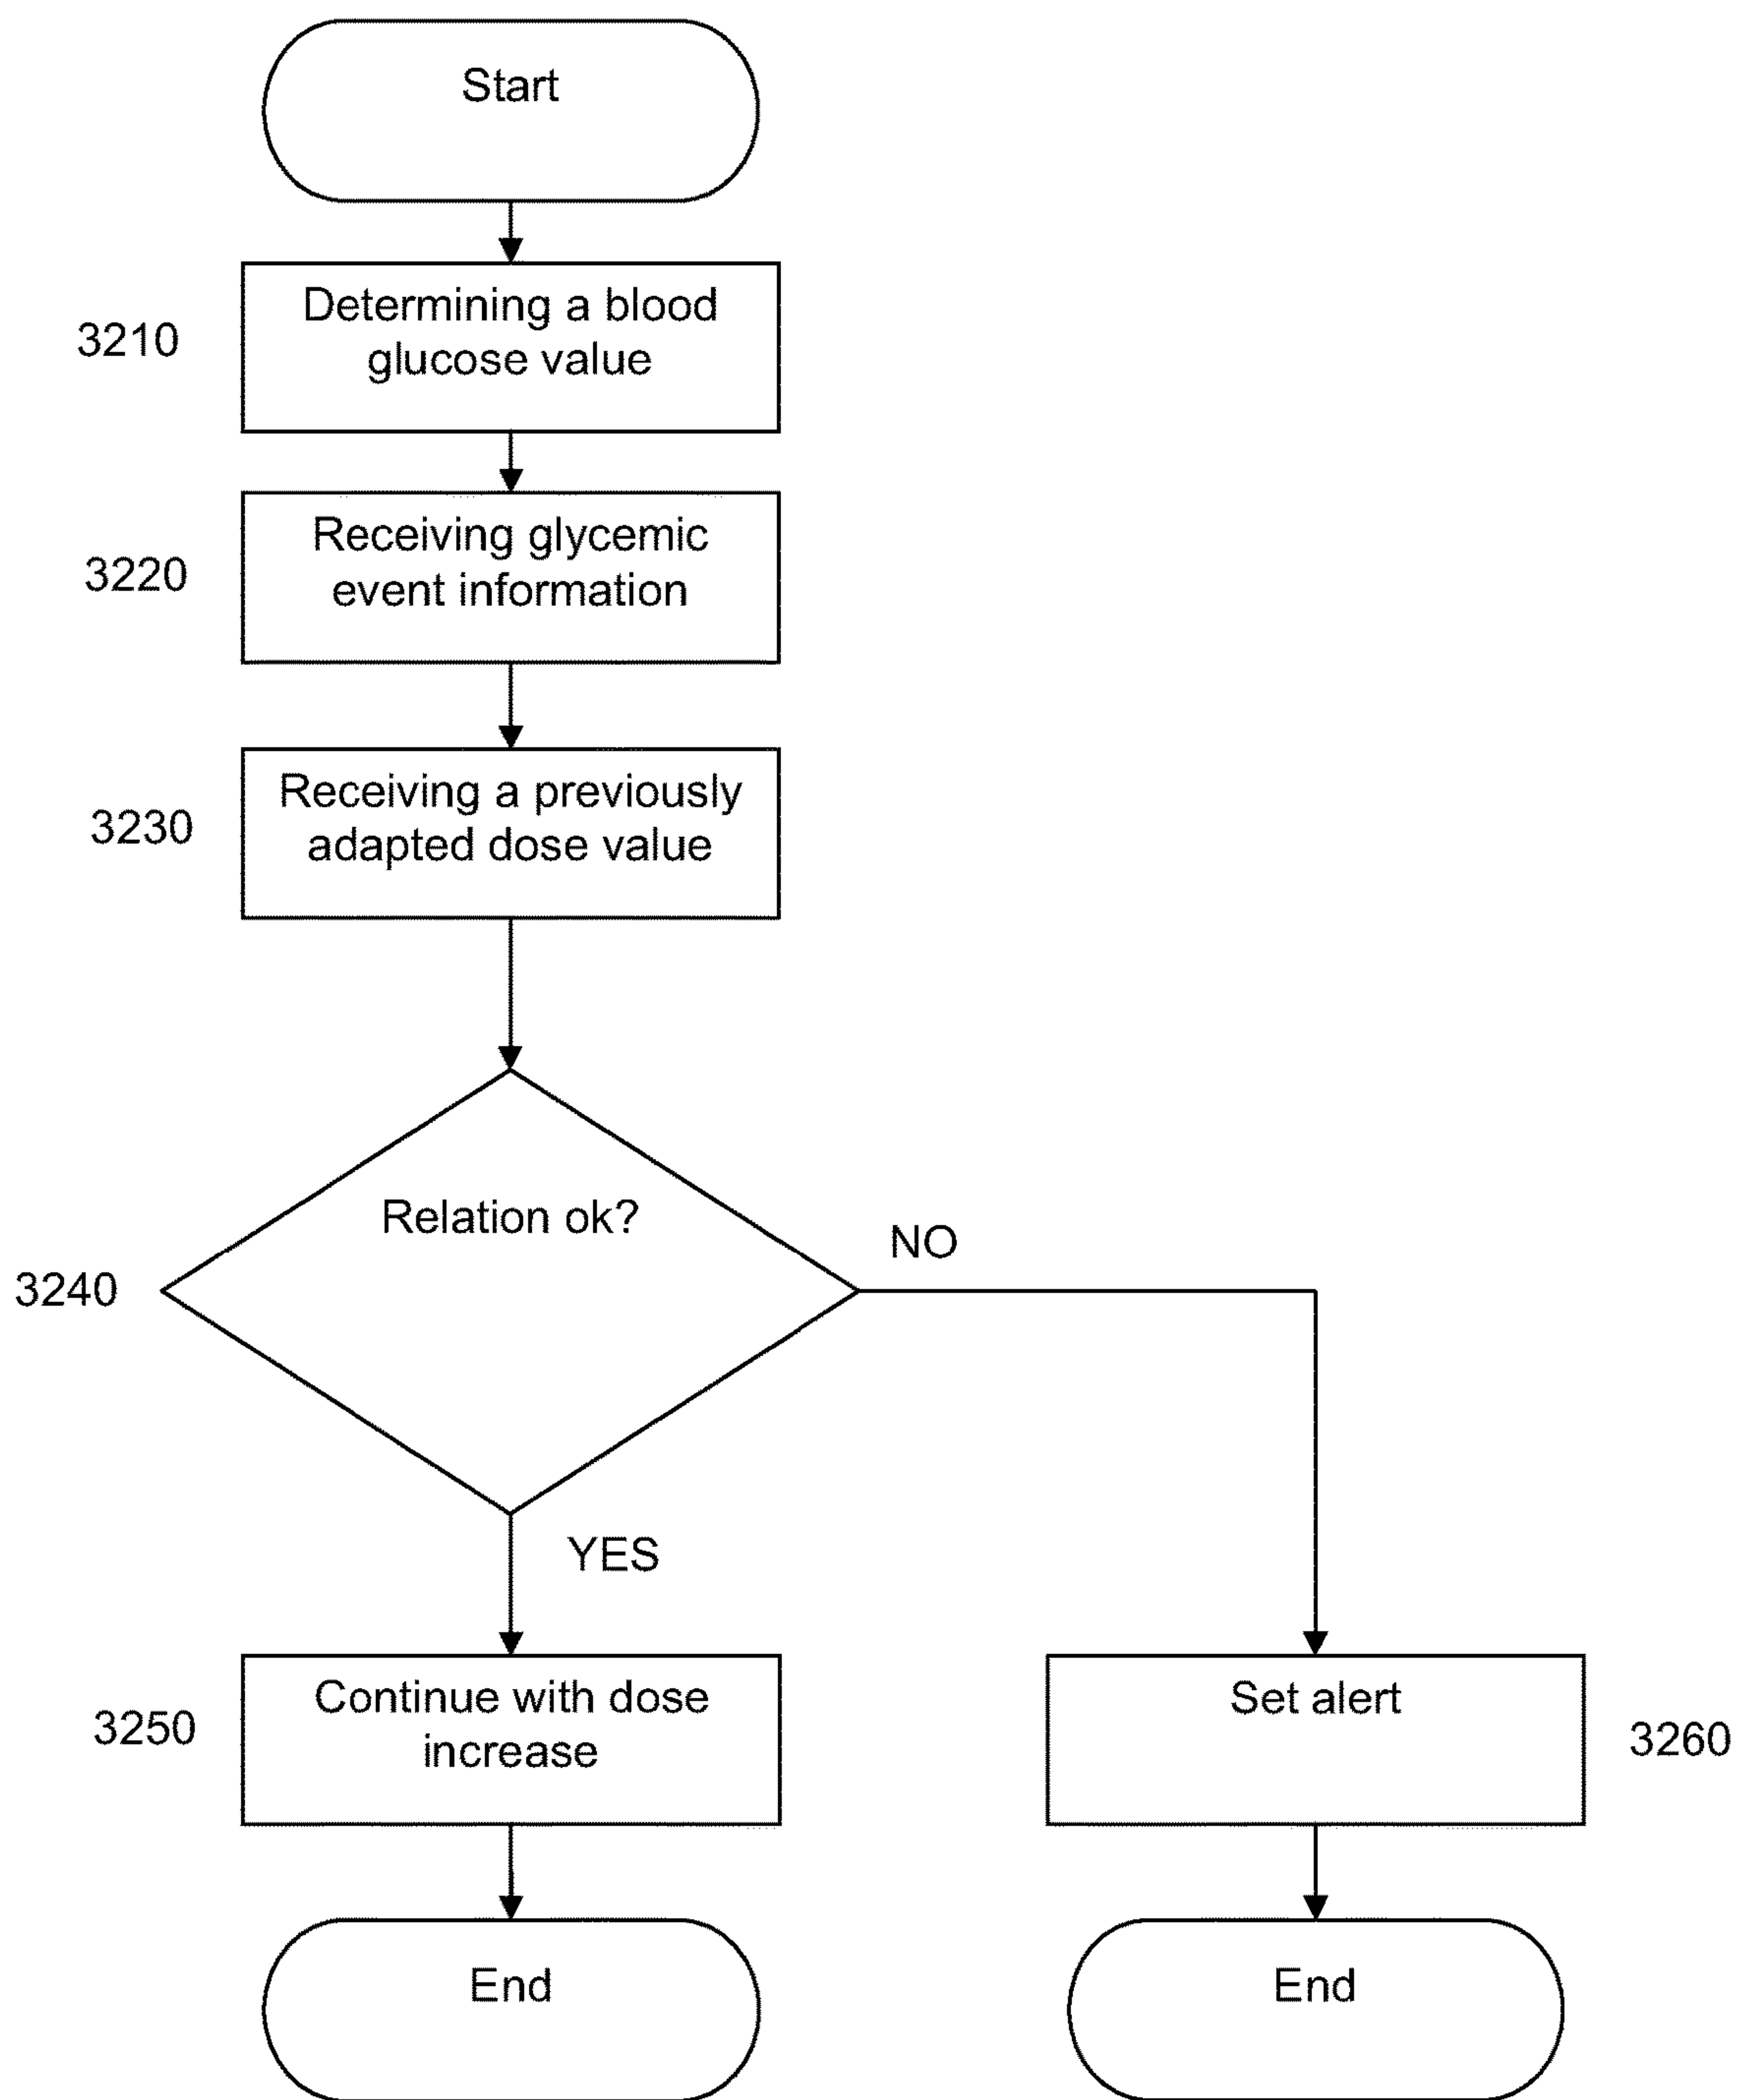 Start
3210
Determining a blood
glucose value
3220
Receiving glycemic
event information
3230
Receiving a previously
adapted dose value
3240
Relation ok?
NO
YES
3250
Continue with dose
increase
Set alert
3260
End
End